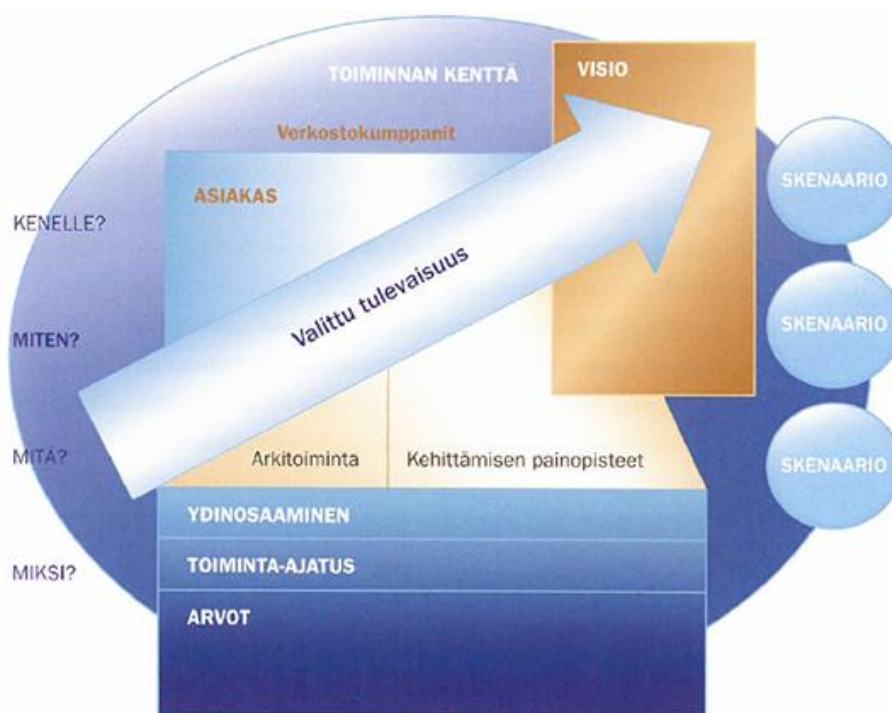 TOIMINNAN KENTTÄ
VISIO
Verkostokumppanit
ASIAKAS
SKENAARIO
KENELLE?
Valittu tulevaisuus
SKENAARIO
MITEN?
MITÄ?
Arkitoiminta
Kehittämisen painopisteet
SKENAARIO
YDINOSAAMINEN
TOIMINTA-AJATUS
MIKSI?
ARVOT